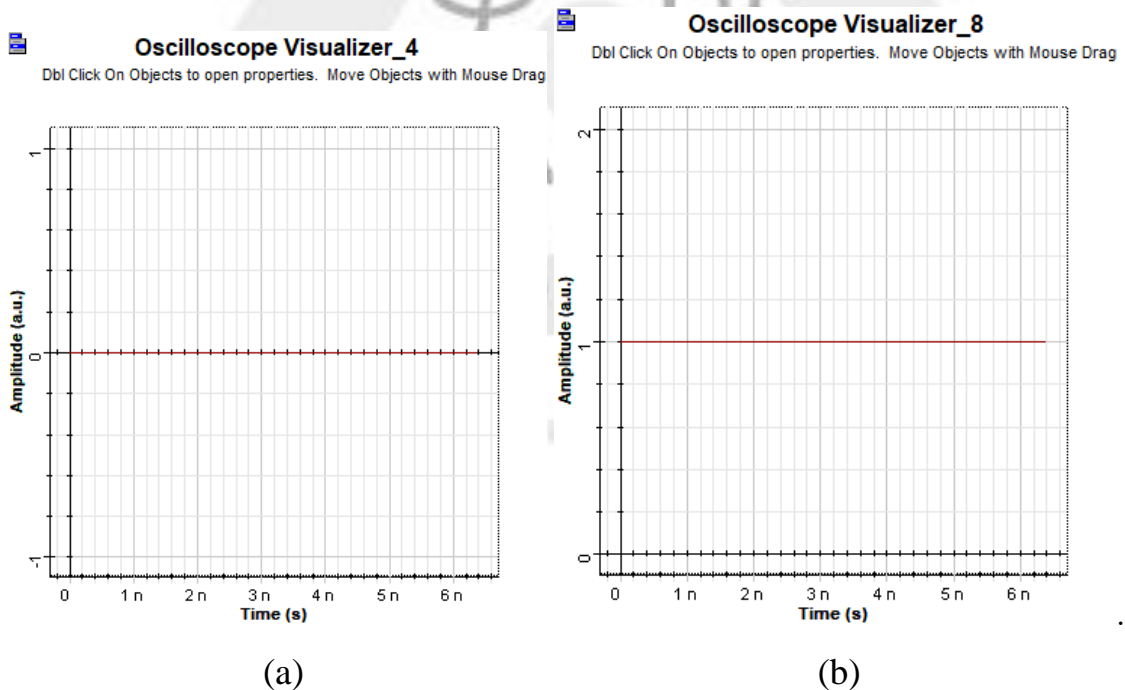 Oscilloscope Visualizer_4
Dbl Click On Objects to open properties. Move Objects with Mouse Drag
1
0
-1
Amplitude (a.u.)
0 1 n 2 n 3 n 4 n 5 n 6 n
Time (s)
(a)
Oscilloscope Visualizer_8
Dbl Click On Objects to open properties. Move Objects with Mouse Drag
2
1
0
Amplitude (a.u.)
0 1 n 2 n 3 n 4 n 5 n 6 n
Time (s)
.
(b)